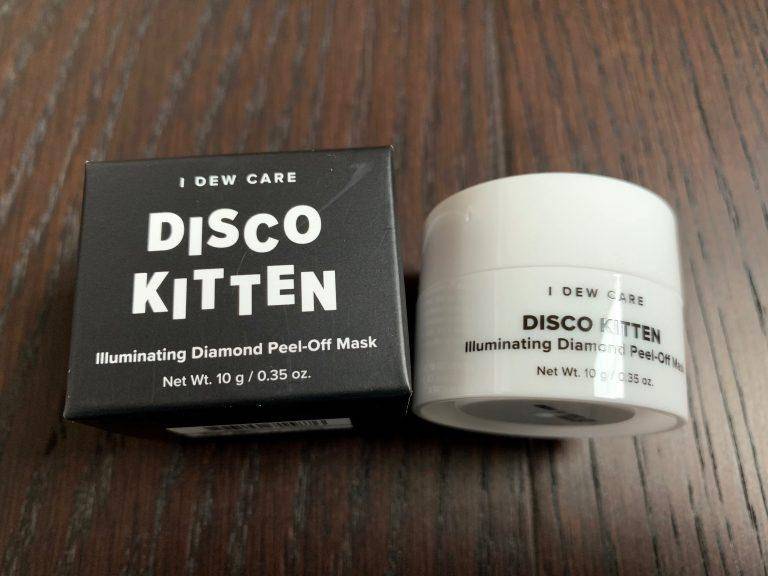 I DEW CARE
DISCO
KITTEN
Illuminating Diamond Peel-Off Mask
Net Wt. 10 g / 0.35 oz.
I DEW CARE
DISCO KITTEN
Illuminating Diamond Peel-Off Mask
Net Wt. 10 g / 0.35 oz.